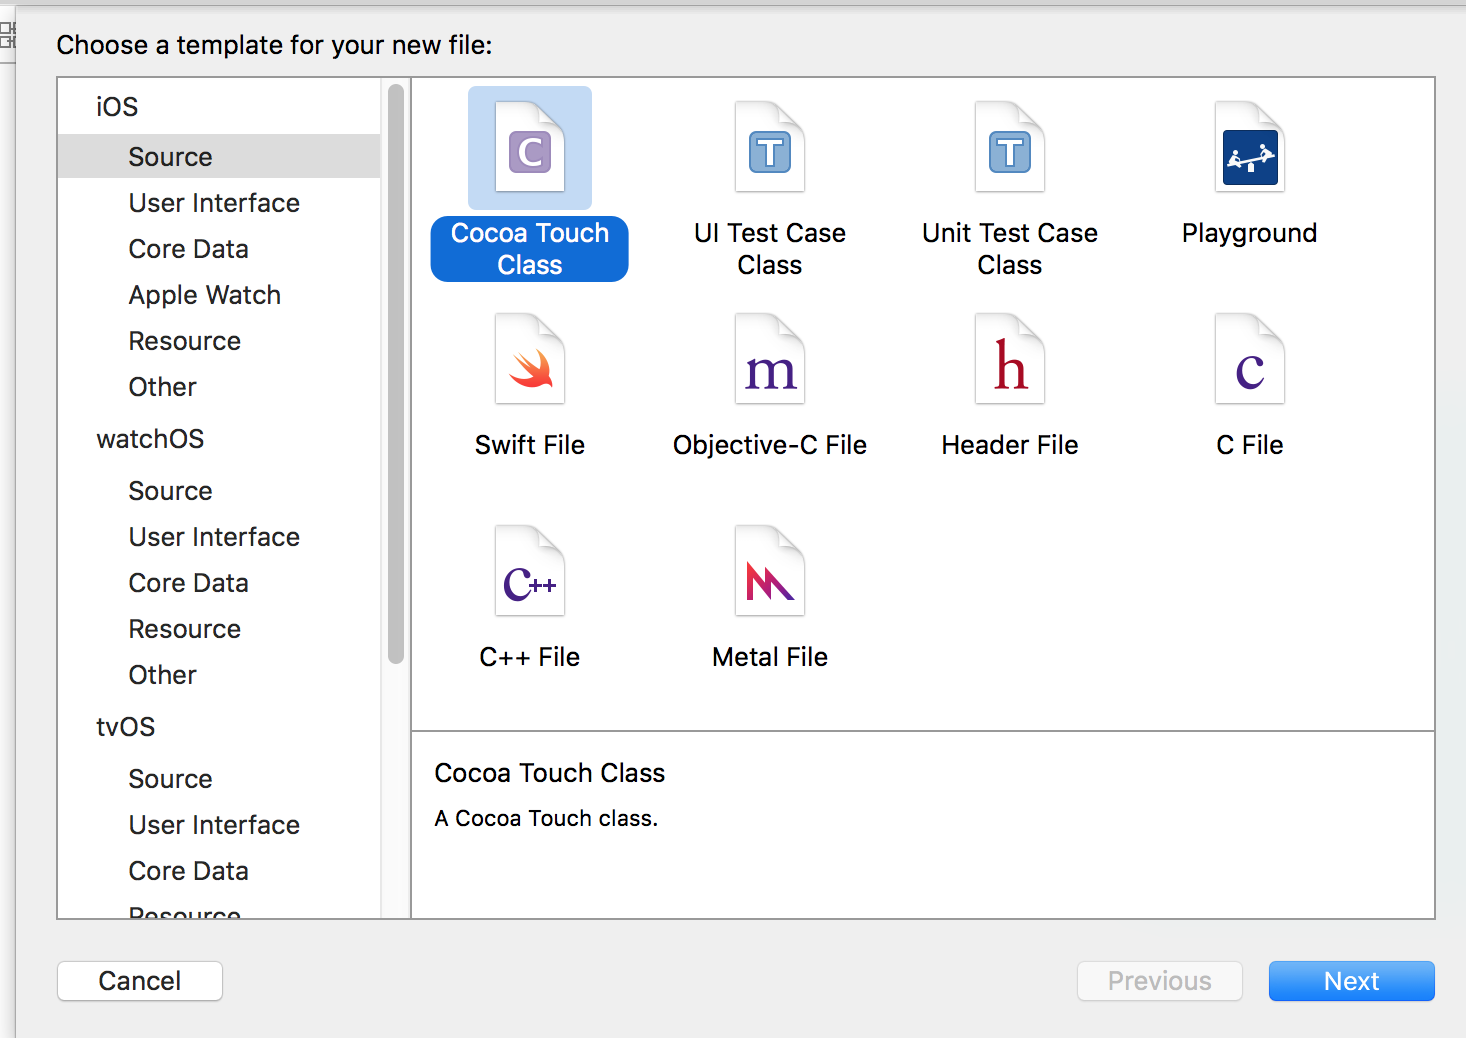 Choose a template for your new file:
iOS
Source
User Interface
Core Data
Apple Watch
Resource
Other
watchOS
Source
User Interface
Core Data
Resource
Other
tvOS
Source
User Interface
Core Data
Resource
C
T
T
Cocoa Touch
Class
UI Test Case
Class
Unit Test Case
Class
Playground
m
h
c
Swift File
Objective-C File
Header File
C File
C++
C++ File
Metal File
Cocoa Touch Class
A Cocoa Touch class.
Cancel
Previous
Next